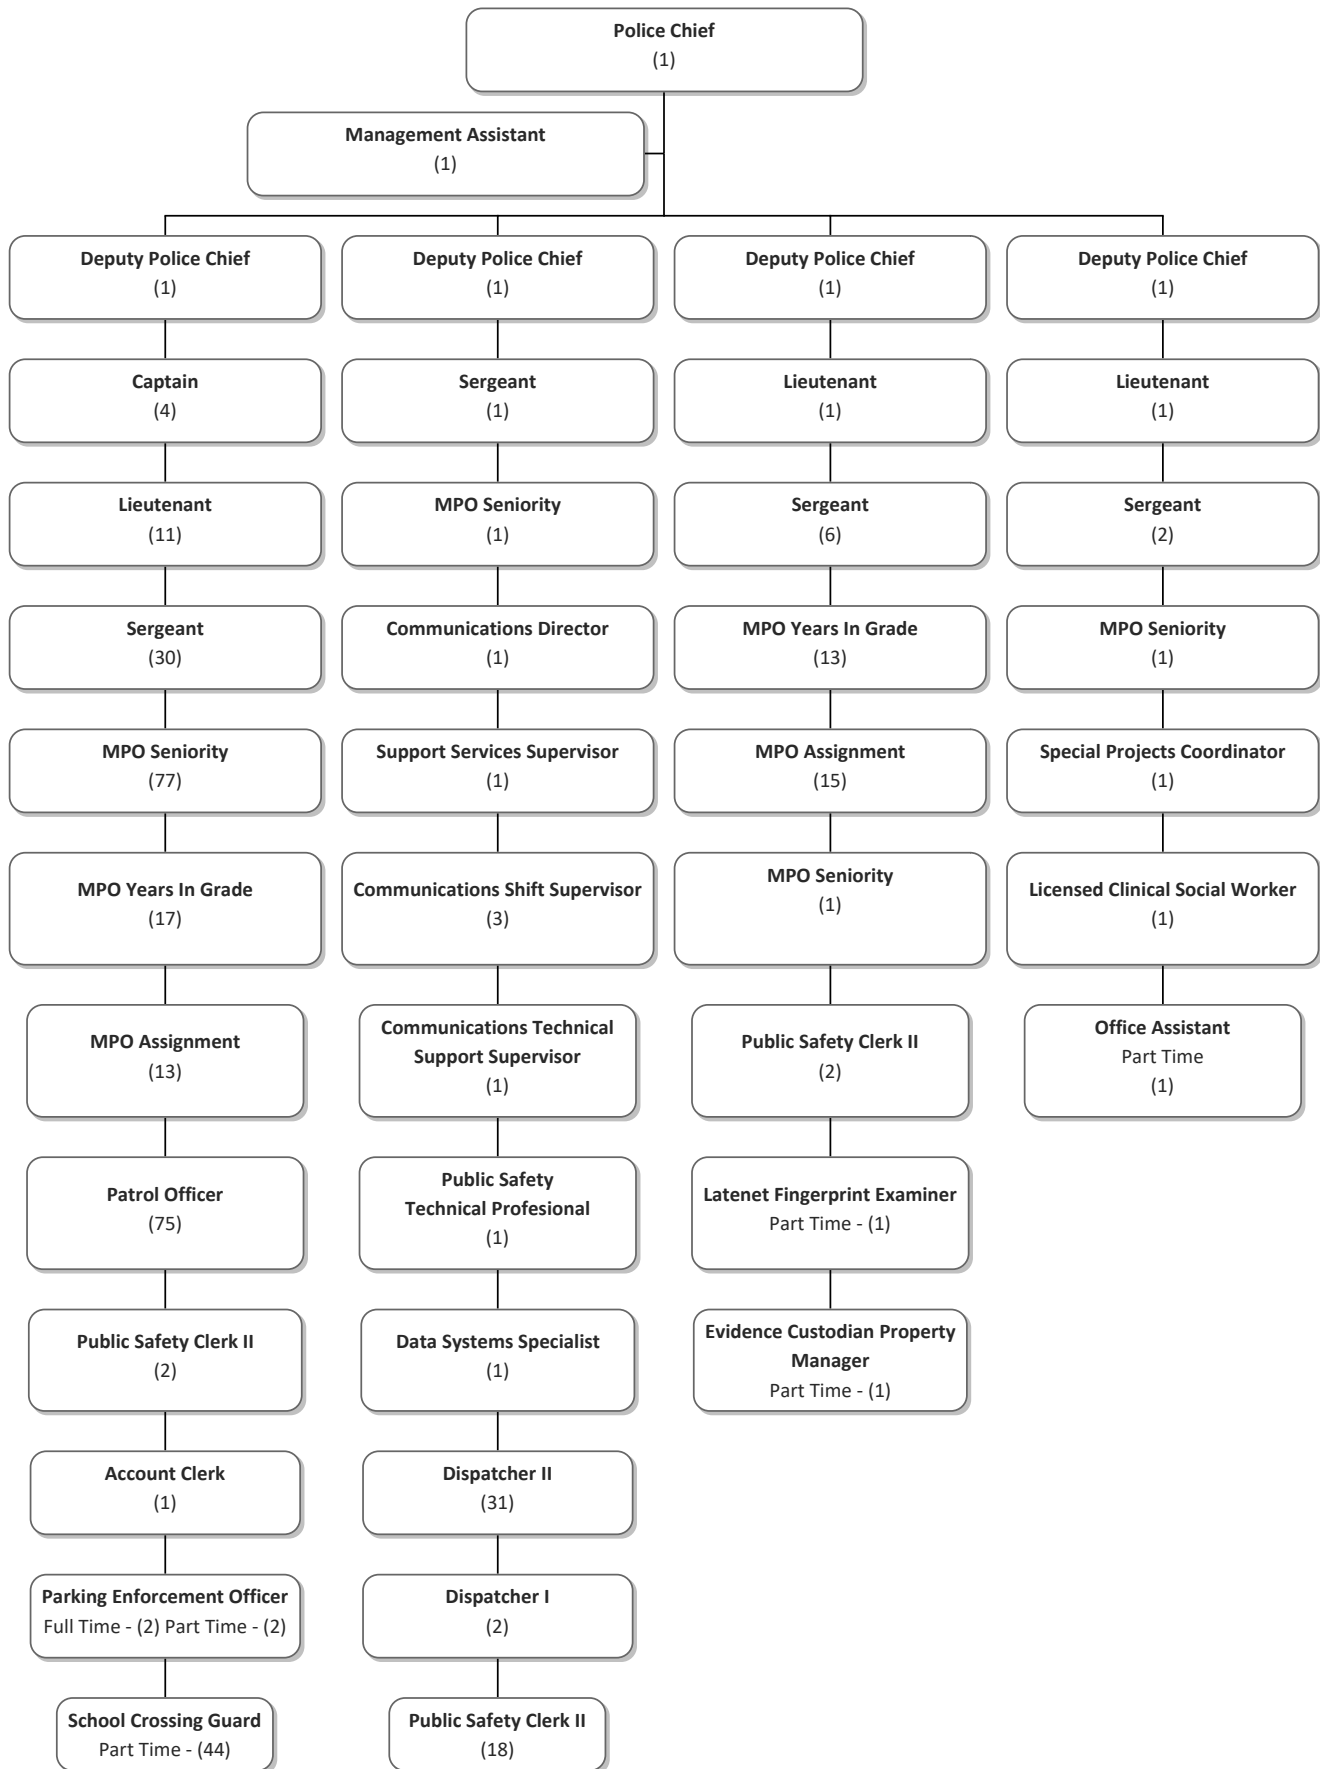 Police Chief
(1)
Management Assistant
(1)
Deputy Police Chief
(1)
Captain
(4)
Lieutenant
(11)
Sergeant
(30)
MPO Seniority
(77)
MPO Years In Grade
(17)
MPO Assignment
(13)
Patrol Officer
(75)
Public Safety Clerk II
(2)
Account Clerk
(1)
Parking Enforcement Officer
Full Time - (2) Part Time - (2)
School Crossing Guard
Part Time - (44)
Deputy Police Chief
(1)
Sergeant
(1)
MPO Seniority
(1)
Communications Director
(1)
Support Services Supervisor
(1)
Communications Shift Supervisor
(3)
Communications Technical
Support Supervisor
(1)
Public Safety
Technical Profesional
(1)
Data Systems Specialist
(1)
Dispatcher II
(31)
Dispatcher I
(2)
Public Safety Clerk II
(18)
Deputy Police Chief
(1)
Lieutenant
(1)
Sergeant
(6)
MPO Years In Grade
(13)
MPO Assignment
(15)
MPO Seniority
(1)
Public Safety Clerk II
(2)
Latenet Fingerprint Examiner
Part Time - (1)
Evidence Custodian Property
Manager
Part Time - (1)
Deputy Police Chief
(1)
Lieutenant
(1)
Sergeant
(2)
MPO Seniority
(1)
Special Projects Coordinator
(1)
Licensed Clinical Social Worker
(1)
Office Assistant
Part Time
(1)